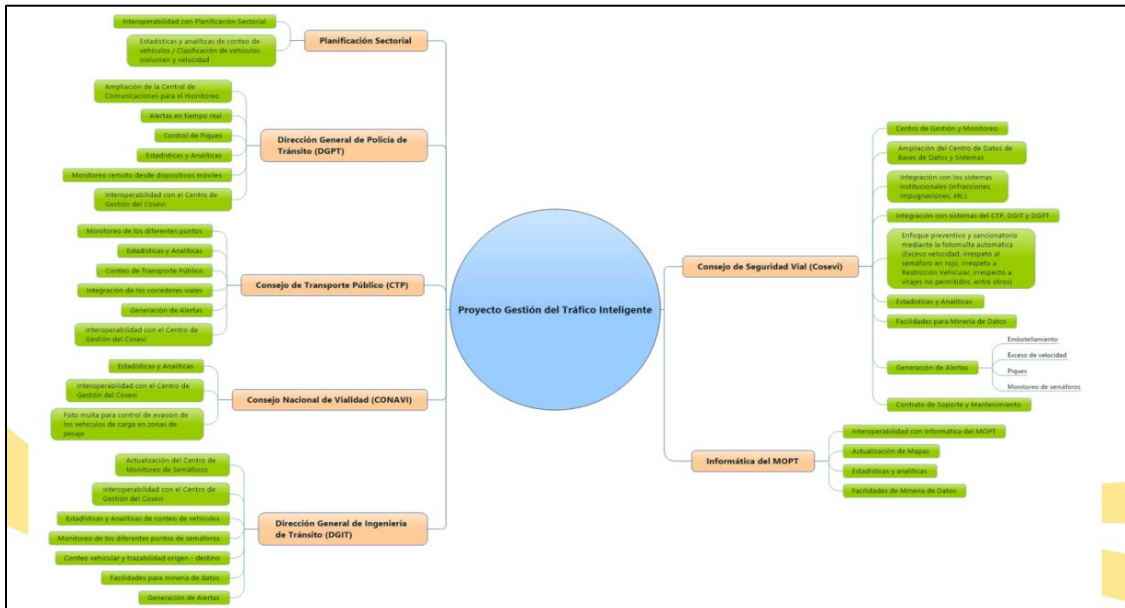 Interoperabilidad con Planificación Sectorial
Estadísticas y analíticas de conteo de
vehículos / Clasificación de vehículos
(volumen y velocidad
Planificación Sectorial
Ampliación de la Central de
Comunicaciones para el monitoreo
Alertas en tiempo real
Control de Piques
Estadísticas y Analíticas
Monitoreo remoto desde dispositivos móviles
Interoperabilidad con el Centro de
Gestión del Cosevi
Dirección General de Policía de
Tránsito (DGPT)
Monitoreo de los diferentes puntos
Estadísticas y Analíticas
Conteo de Transporte Público
Integración de los corredores viales
Generación de Alertas
Interoperabilidad con el Centro de
Gestión del Cosevi
Consejo de Transporte Público (CTP)
Estadísticas y Analíticas
Interoperabilidad con el Centro de
Gestión del Cosevi
Foto multa para control de evasión de
los vehículos de carga en zonas de
pesaje
Consejo Nacional de Vialidad (CONAVI)
Actualización del Centro de
Monitoreo de Semáforos
Interoperabilidad con el Centro de
Gestión del Cosevi
Estadísticas y Analíticas de conteo de vehículos
Monitoreo de los diferentes puntos de semáforos
Conteo vehicular y trazabilidad origen - destino
Facilidades para minería de datos
Generación de Alertas
Dirección General de Ingeniería
de Tránsito (DGIT)
Proyecto Gestión del Tráfico Inteligente
Consejo de Seguridad Vial (Cosevi)
Centro de Gestión y Monitoreo
Ampliación del Centro de Datos de
Bases de Datos y Sistemas
Integración con los sistemas
institucionales (Infracciones,
impugnaciones, etc.)
Integración con sistemas del CTP, DGIT y DGPT
Enfoque preventivo y sancionatorio
mediante la fotomulta automática
(Exceso velocidad, irrespeto al
semáforo en rojo, irrespeto a
Restricción Vehicular, irrespecto a
virajes no permitidos, entre otros)
Estadísticas y Analíticas
Facilidades para Minería de Datos
Generación de Alertas
Embotellamiento
Exceso de velocidad
Piques
Monitoreo de semáforos
Contrato de Soporte y Mantenimiento
Informática del MOPT
Interoperabilidad con Informática del MOPT
Actualización de Mapas
Estadísticas y analíticas
Facilidades de Minería de Datos